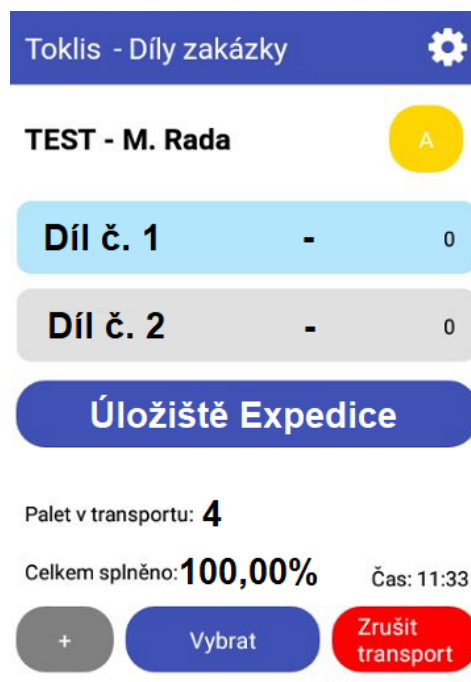 Toklis - Díly zakázky
TEST - M. Rada
A
Díl č. 1 - 0
Díl č. 2 - 0
Úložiště Expedice
Palet v transportu: 4
Celkem splněno: 100,00% Čas: 11:33
+ Vybrat Zrušit
transport